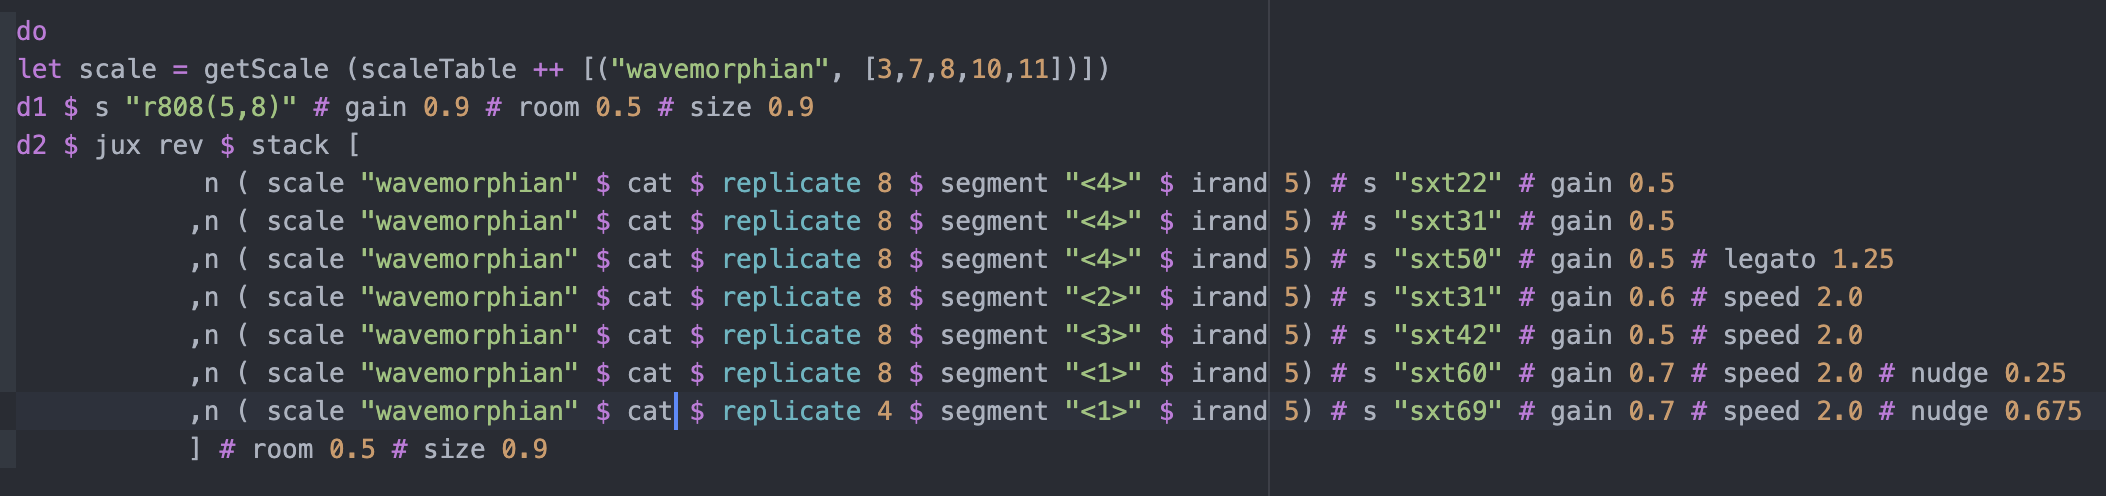 do
let scale = getScale (scaleTable ++ [("wavemorphian", [3,7,8,10,11])])
d1 $ s "r808(5,8)" # gain 0.9 # room 0.5 # size 0.9
d2 $ jux rev $ stack [
            n ( scale "wavemorphian" $ cat $ replicate 8 $ segment "<4>" $ irand 5) # s "sxt22" # gain 0.5
           ,n ( scale "wavemorphian" $ cat $ replicate 8 $ segment "<4>" $ irand 5) # s "sxt31" # gain 0.5
           ,n ( scale "wavemorphian" $ cat $ replicate 8 $ segment "<4>" $ irand 5) # s "sxt50" # gain 0.5 # legato 1.25
           ,n ( scale "wavemorphian" $ cat $ replicate 8 $ segment "<2>" $ irand 5) # s "sxt31" # gain 0.6 # speed 2.0
           ,n ( scale "wavemorphian" $ cat $ replicate 8 $ segment "<3>" $ irand 5) # s "sxt42" # gain 0.5 # speed 2.0
           ,n ( scale "wavemorphian" $ cat $ replicate 8 $ segment "<1>" $ irand 5) # s "sxt60" # gain 0.7 # speed 2.0 # nudge 0.25
           ,n ( scale "wavemorphian" $ cat $ replicate 4 $ segment "<1>" $ irand 5) # s "sxt69" # gain 0.7 # speed 2.0 # nudge 0.675
           ] # room 0.5 # size 0.9